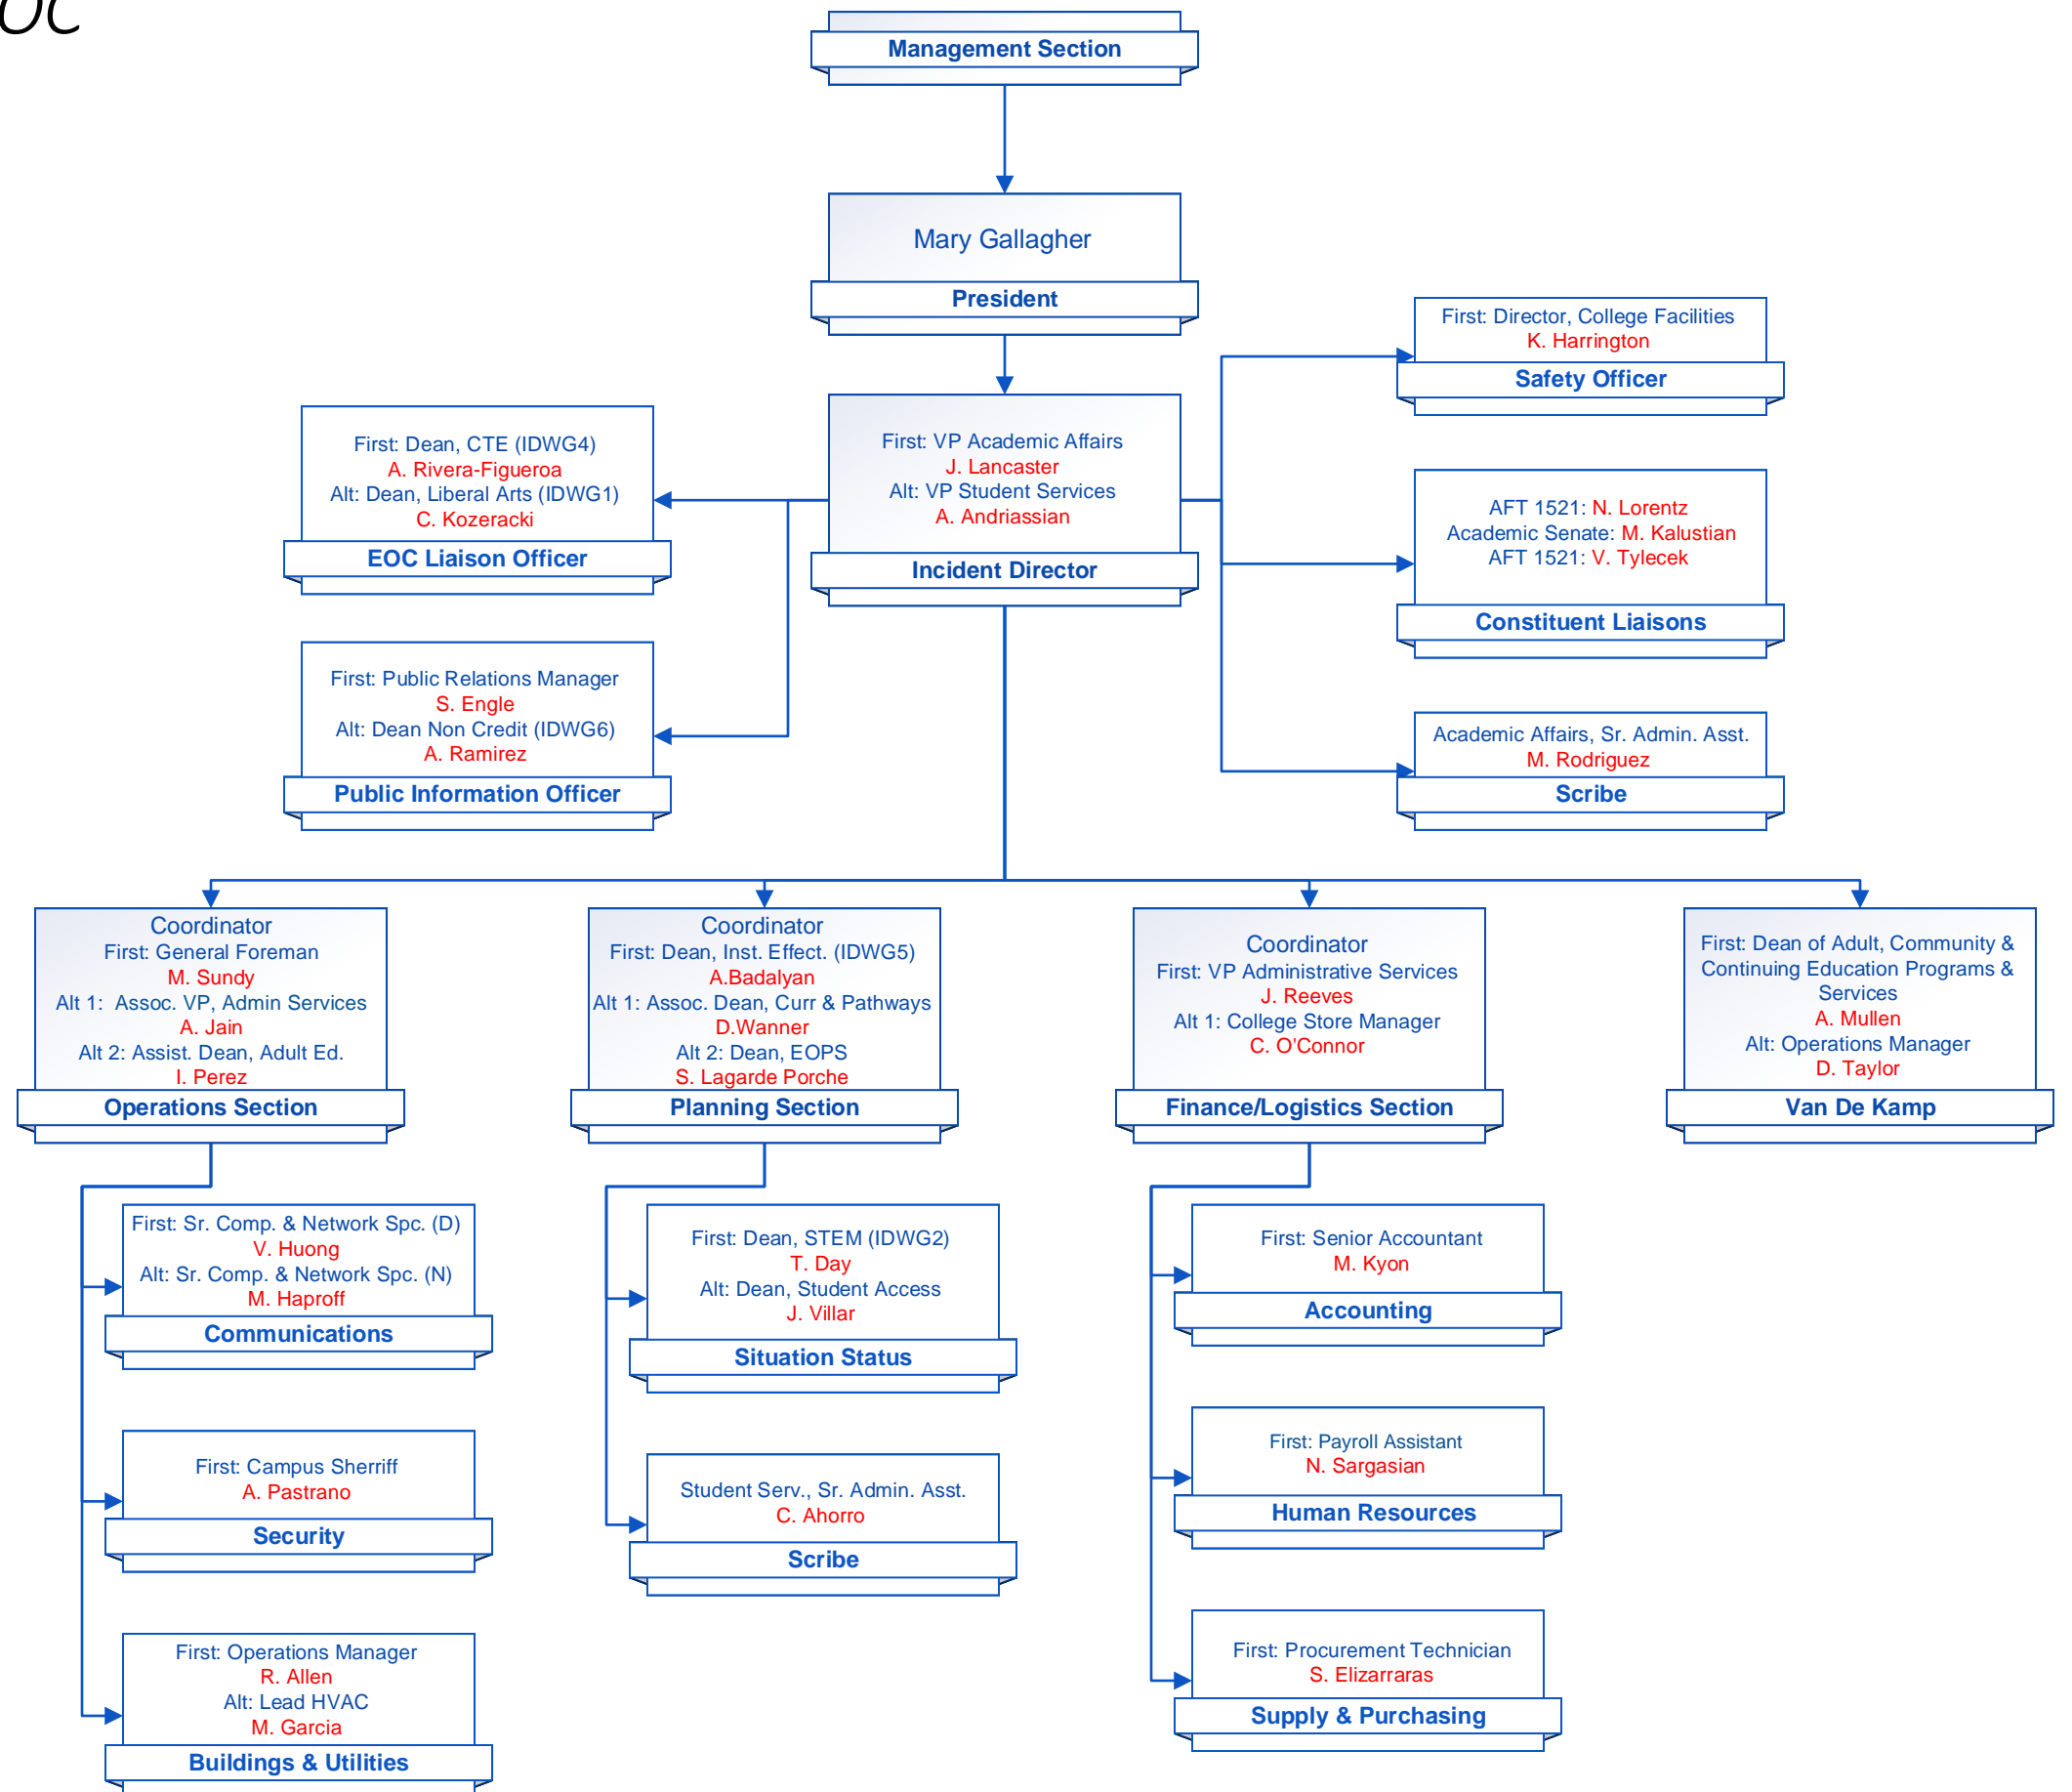 OC
Management Section
Mary Gallagher
President
First: Director, College Facilities
K. Harrington
Safety Officer
First: Dean, CTE (IDWG4)
A. Rivera-Figueroa
Alt: Dean, Liberal Arts (IDWG1)
C. Kozeracki
EOC Liaison Officer
First: VP Academic Affairs
J. Lancaster
Alt: VP Student Services
A. Andriassian
Incident Director
AFT 1521: N. Lorentz
Academic Senate: M. Kalustian
AFT 1521: V. Tylecek
Constituent Liaisons
First: Public Relations Manager
S. Engle
Alt: Dean Non Credit (IDWG6)
A. Ramirez
Public Information Officer
Academic Affairs, Sr. Admin. Asst.
M. Rodriguez
Scribe
Coordinator
First: General Foreman
M. Sundy
Alt 1:  Assoc. VP, Admin Services
A. Jain
Alt 2: Assist. Dean, Adult Ed.
I. Perez
Operations Section
Coordinator
First: Dean, Inst. Effect. (IDWG5)
A.Badalyan
Alt 1: Assoc. Dean, Curr & Pathways
D.Wanner
Alt 2: Dean, EOPS
S. Lagarde Porche
Planning Section
Coordinator
First: VP Administrative Services
J. Reeves
Alt 1: College Store Manager
C. O'Connor
Finance/Logistics Section
First: Dean of Adult, Community &
Continuing Education Programs &
Services
A. Mullen
Alt: Operations Manager
D. Taylor
Van De Kamp
First: Sr. Comp. & Network Spc. (D)
V. Huong
Alt: Sr. Comp. & Network Spc. (N)
M. Haproff
Communications
First: Dean, STEM (IDWG2)
T. Day
Alt: Dean, Student Access
J. Villar
Situation Status
First: Senior Accountant
M. Kyon
Accounting
First: Campus Sherriff
A. Pastrano
Security
Student Serv., Sr. Admin. Asst.
C. Ahorro
Scribe
First: Payroll Assistant
N. Sargasian
Human Resources
First: Operations Manager
R. Allen
Alt: Lead HVAC
M. Garcia
Buildings & Utilities
First: Procurement Technician
S. Elizarraras
Supply & Purchasing